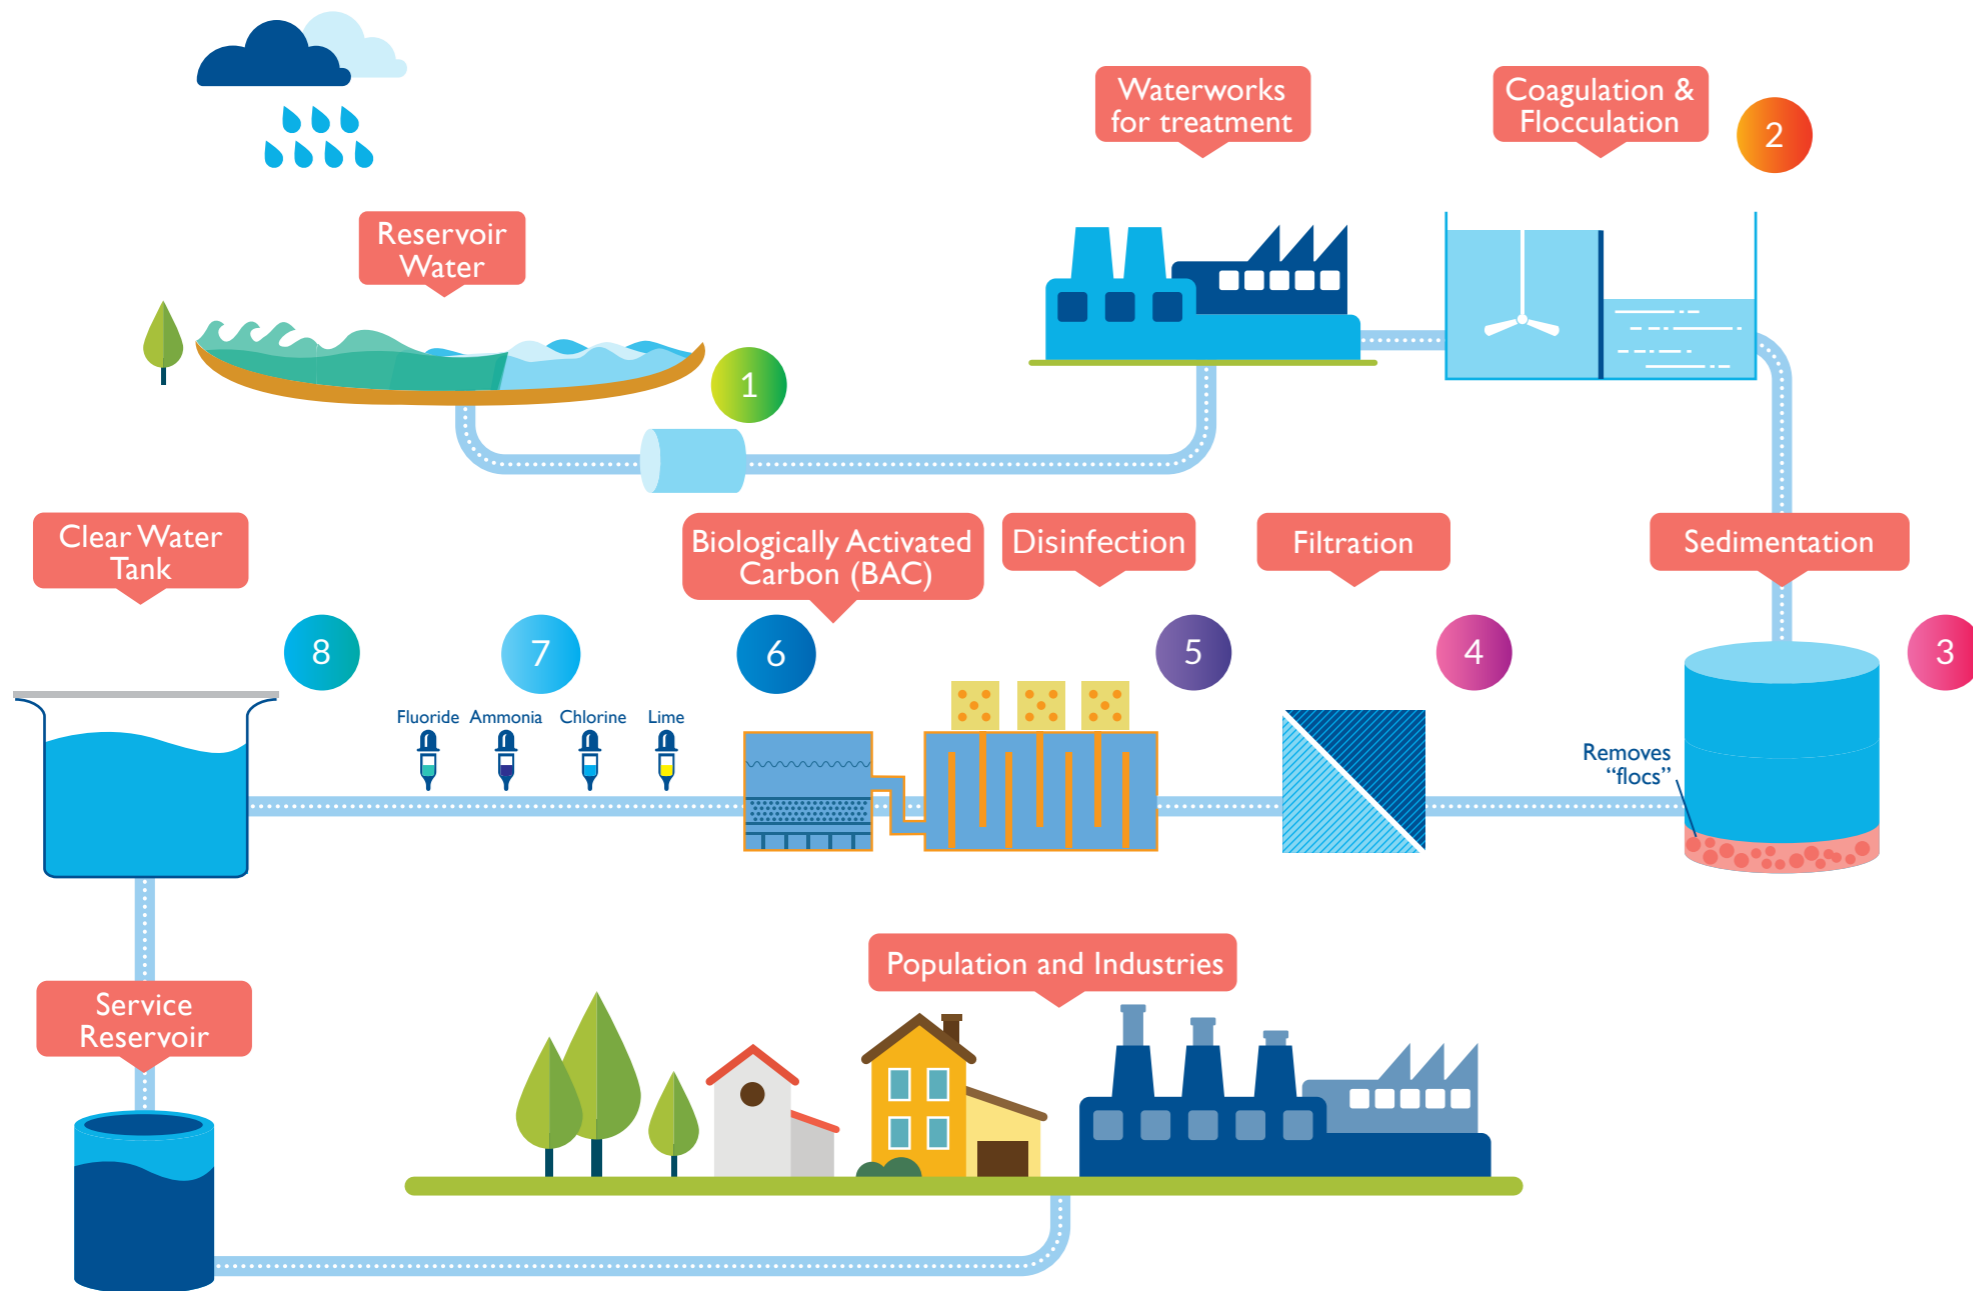 Waterworks
for treatment
Coagulation &
Flocculation
2
Reservoir
Water
1
Clear Water
Tank
Biologically Activated
Carbon (BAC)
Disinfection
Filtration
Sedimentation
8
7
6
5
4
3
Fluoride
Ammonia
Chlorine
Lime
Removes
“flocs”
Population and Industries
Service
Reservoir